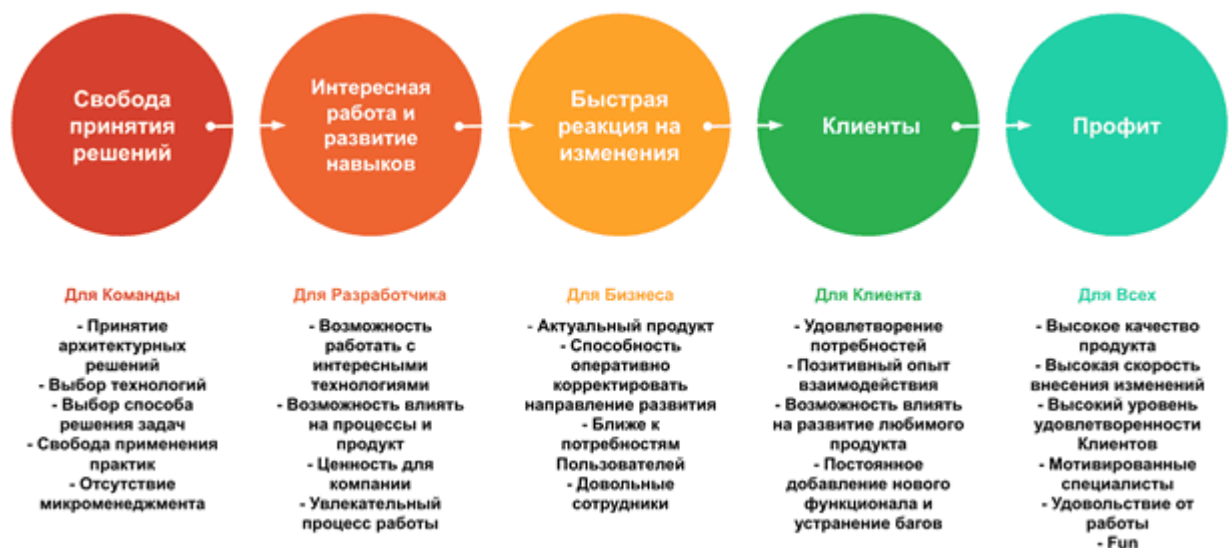 Свобода
принятия
решений
Интересная
работа и
развитие
навыков
Быстрая
реакция на
изменения
Клиенты
Профит
Для Команды
- Принятие
архитектурных
решений
- Выбор технологий
- Выбор способа
решения задач
- Свобода применения
практик
- Отсутствие
микроменеджмента
Для Разработчика
- Возможность
работать с
интересными
технологиями
- Возможность влиять
на процессы и
продукт
- Ценность для
компании
- Увлекательный
процесс работы
Для Бизнеса
- Актуальный продукт
- Способность
оперативно
корректировать
направление развития
- Ближе к
потребностям
Пользователей
- Довольные
сотрудники
Для Клиента
- Удовлетворение
потребностей
- Позитивный опыт
взаимодействия
- Возможность влиять
на развитие любимого
продукта
- Постоянное
добавление нового
функционала и
устранение багов
Для Всех
- Высокое качество
продукта
- Высокая скорость
внесения изменений
- Высокий уровень
удовлетворенности
Клиентов
- Мотивированные
специалисты
- Удовольствие от
работы
- Fun